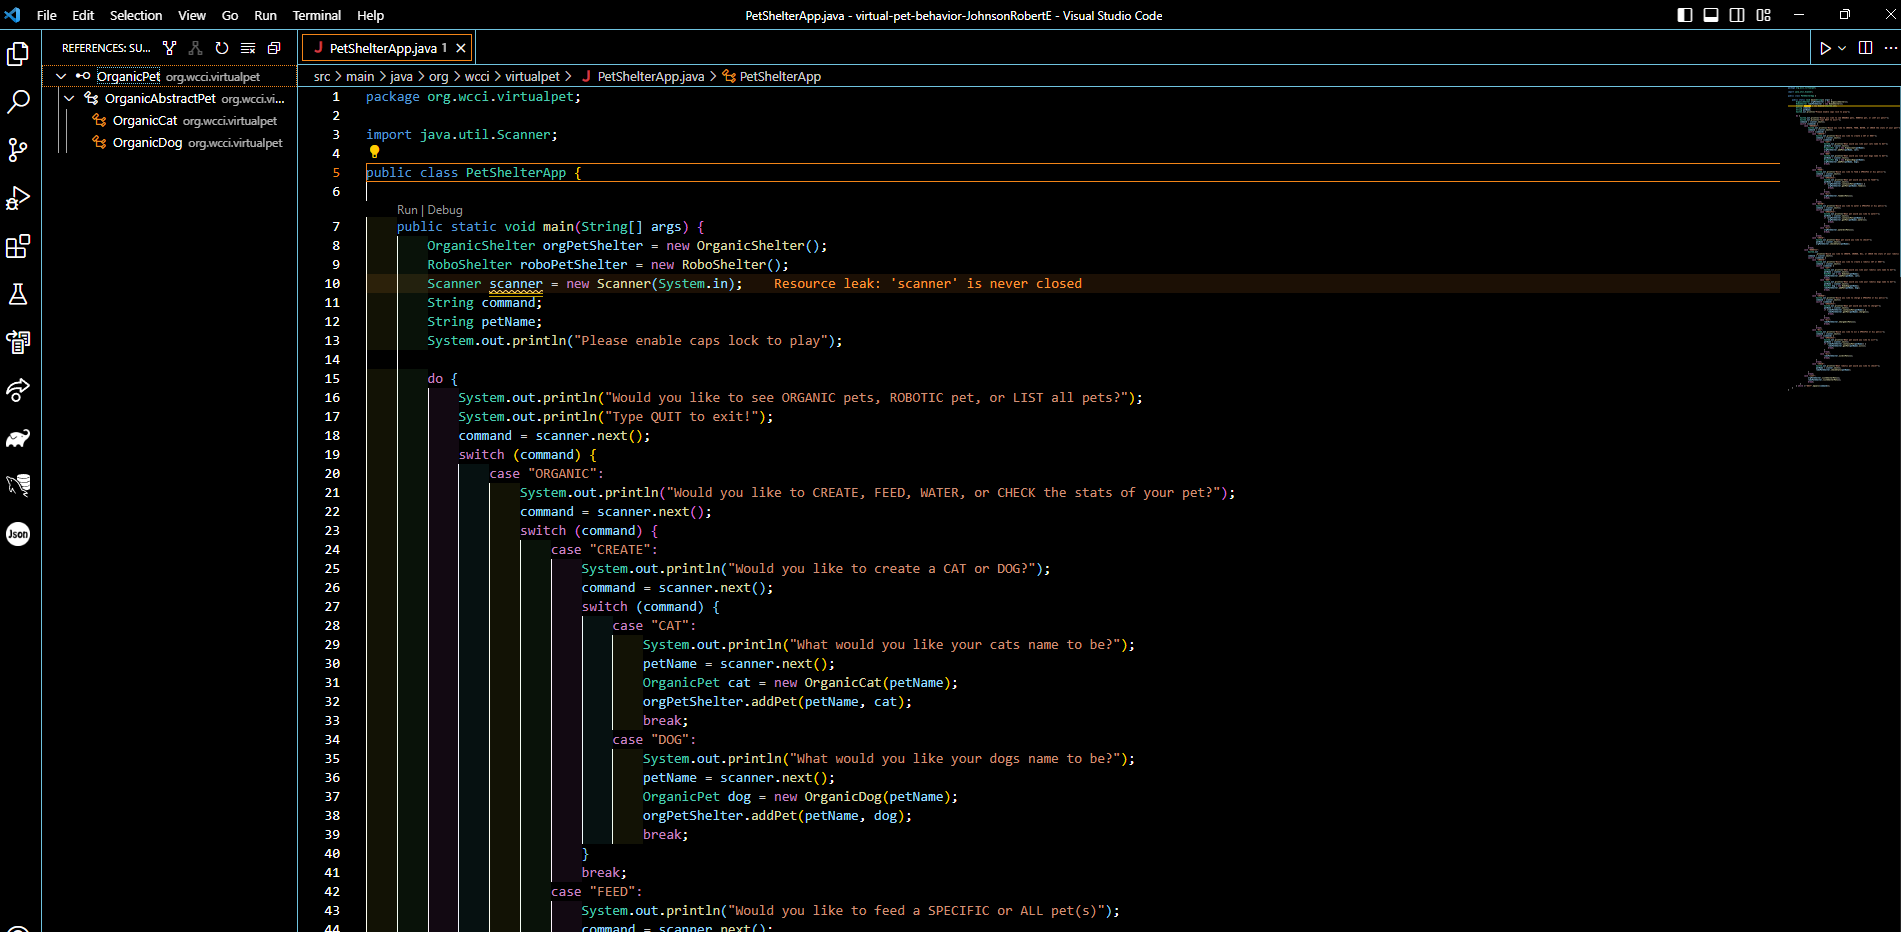 File Edit Selection View Go Run Terminal Help
PetShelterApp.java - virtual-pet-behavior-JohnsonRobertE - Visual Studio Code
REFERENCES: SU...
OrganicPet org.wcci.virtualpet
OrganicAbstractPet org.wcci.vi...
OrganicCat org.wcci.virtualpet
OrganicDog org.wcci.virtualpet
Json
PetShelterApp.java 1
src > main > java > org > wcci > virtualpet > PetShelterApp.java > PetShelterApp
1 package org.wcci.virtualpet;
2
3 import java.util.Scanner;
4
5 public class PetShelterApp {
6
Run | Debug
7 public static void main(String[] args) {
8 OrganicShelter orgPetShelter = new OrganicShelter();
9 RoboShelter roboPetShelter = new RoboShelter();
10 Scanner scanner = new Scanner(System.in); Resource leak: 'scanner' is never closed
11 String command;
12 String petName;
13 System.out.println("Please enable caps lock to play");
14
15 do {
16 System.out.println("Would you like to see ORGANIC pets, ROBOTIC pet, or LIST all pets?");
17 System.out.println("Type QUIT to exit!");
18 command = scanner.next();
19 switch (command) {
20 case "ORGANIC":
21 System.out.println("Would you like to CREATE, FEED, WATER, or CHECK the stats of your pet?");
22 command = scanner.next();
23 switch (command) {
24 case "CREATE":
25 System.out.println("Would you like to create a CAT or DOG?");
26 command = scanner.next();
27 switch (command) {
28 case "CAT":
29 System.out.println("What would you like your cats name to be?");
30 petName = scanner.next();
31 OrganicPet cat = new OrganicCat(petName);
32 orgPetShelter.addPet(petName, cat);
33 break;
34 case "DOG":
35 System.out.println("What would you like your dogs name to be?");
36 petName = scanner.next();
37 OrganicPet dog = new OrganicDog(petName);
38 orgPetShelter.addPet(petName, dog);
39 break;
40 }
41 break;
42 case "FEED":
43 System.out.println("Would you like to feed a SPECIFIC or ALL pet(s)");
44 command = scanner.next();